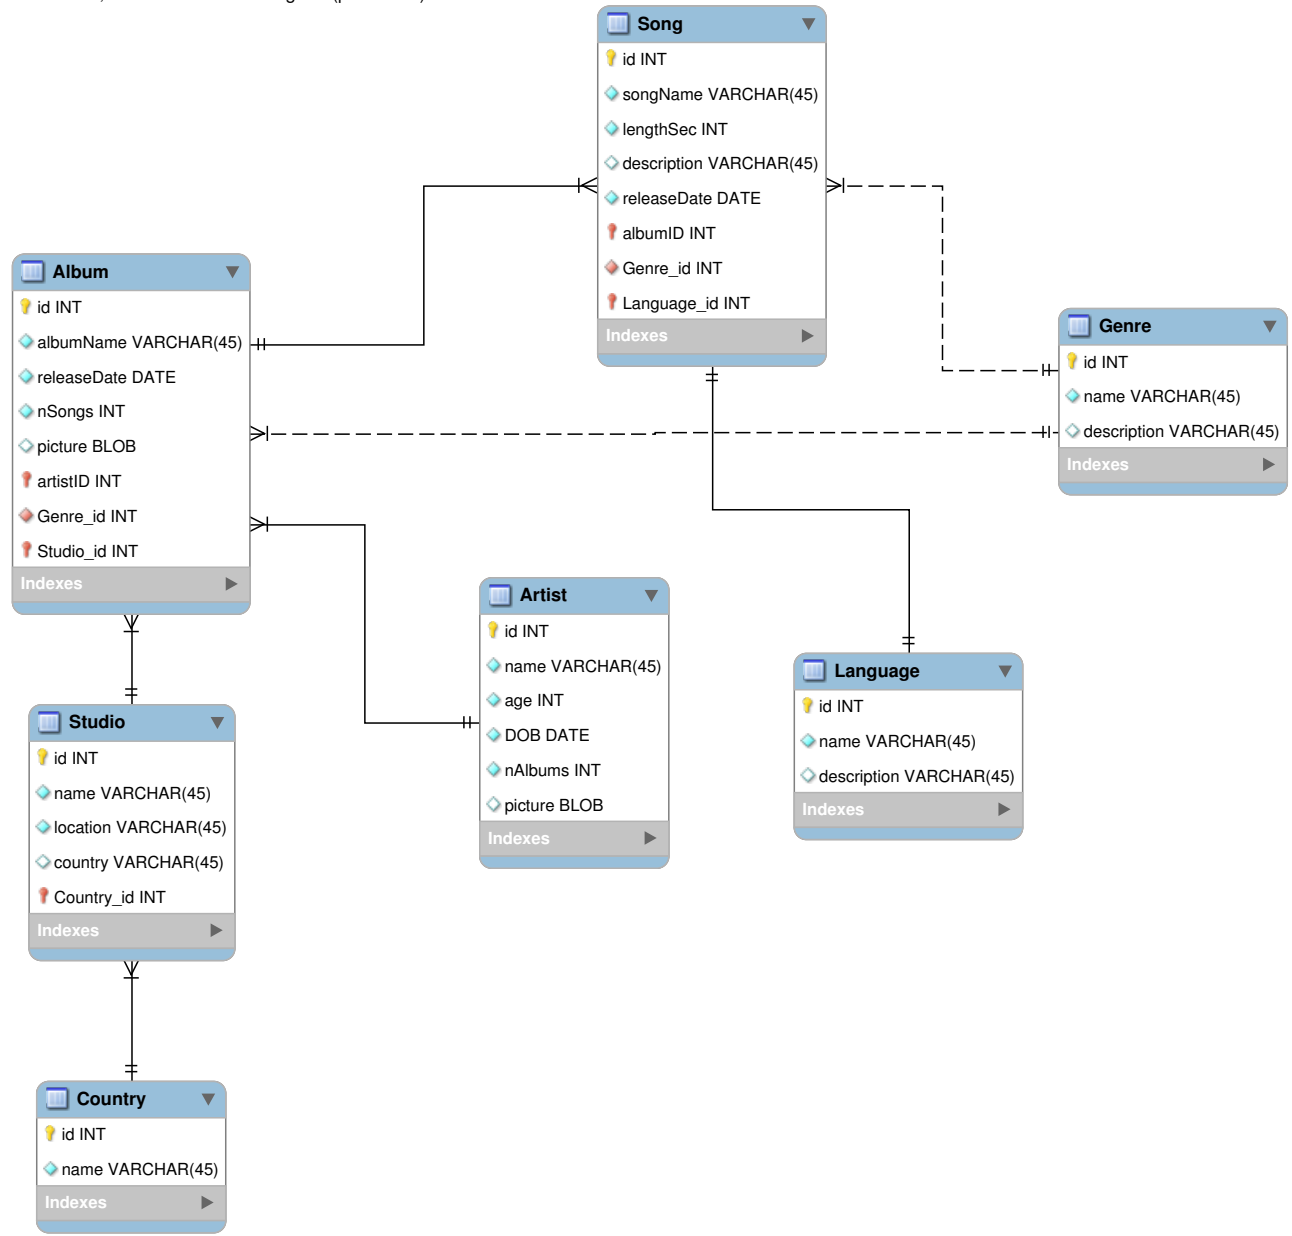 Song
id INT
songName VARCHAR(45)
lengthSec INT
description VARCHAR(45)
releaseDate DATE
albumID INT
Genre_id INT
Language_id INT
Indexes
Album
id INT
albumName VARCHAR(45)
releaseDate DATE
nSongs INT
picture BLOB
artistID INT
Genre_id INT
Studio_id INT
Indexes
Genre
id INT
name VARCHAR(45)
description VARCHAR(45)
Indexes
Artist
id INT
name VARCHAR(45)
age INT
DOB DATE
nAlbums INT
picture BLOB
Indexes
Language
id INT
name VARCHAR(45)
description VARCHAR(45)
Indexes
Studio
id INT
name VARCHAR(45)
location VARCHAR(45)
country VARCHAR(45)
Country_id INT
Indexes
Country
id INT
name VARCHAR(45)
Indexes